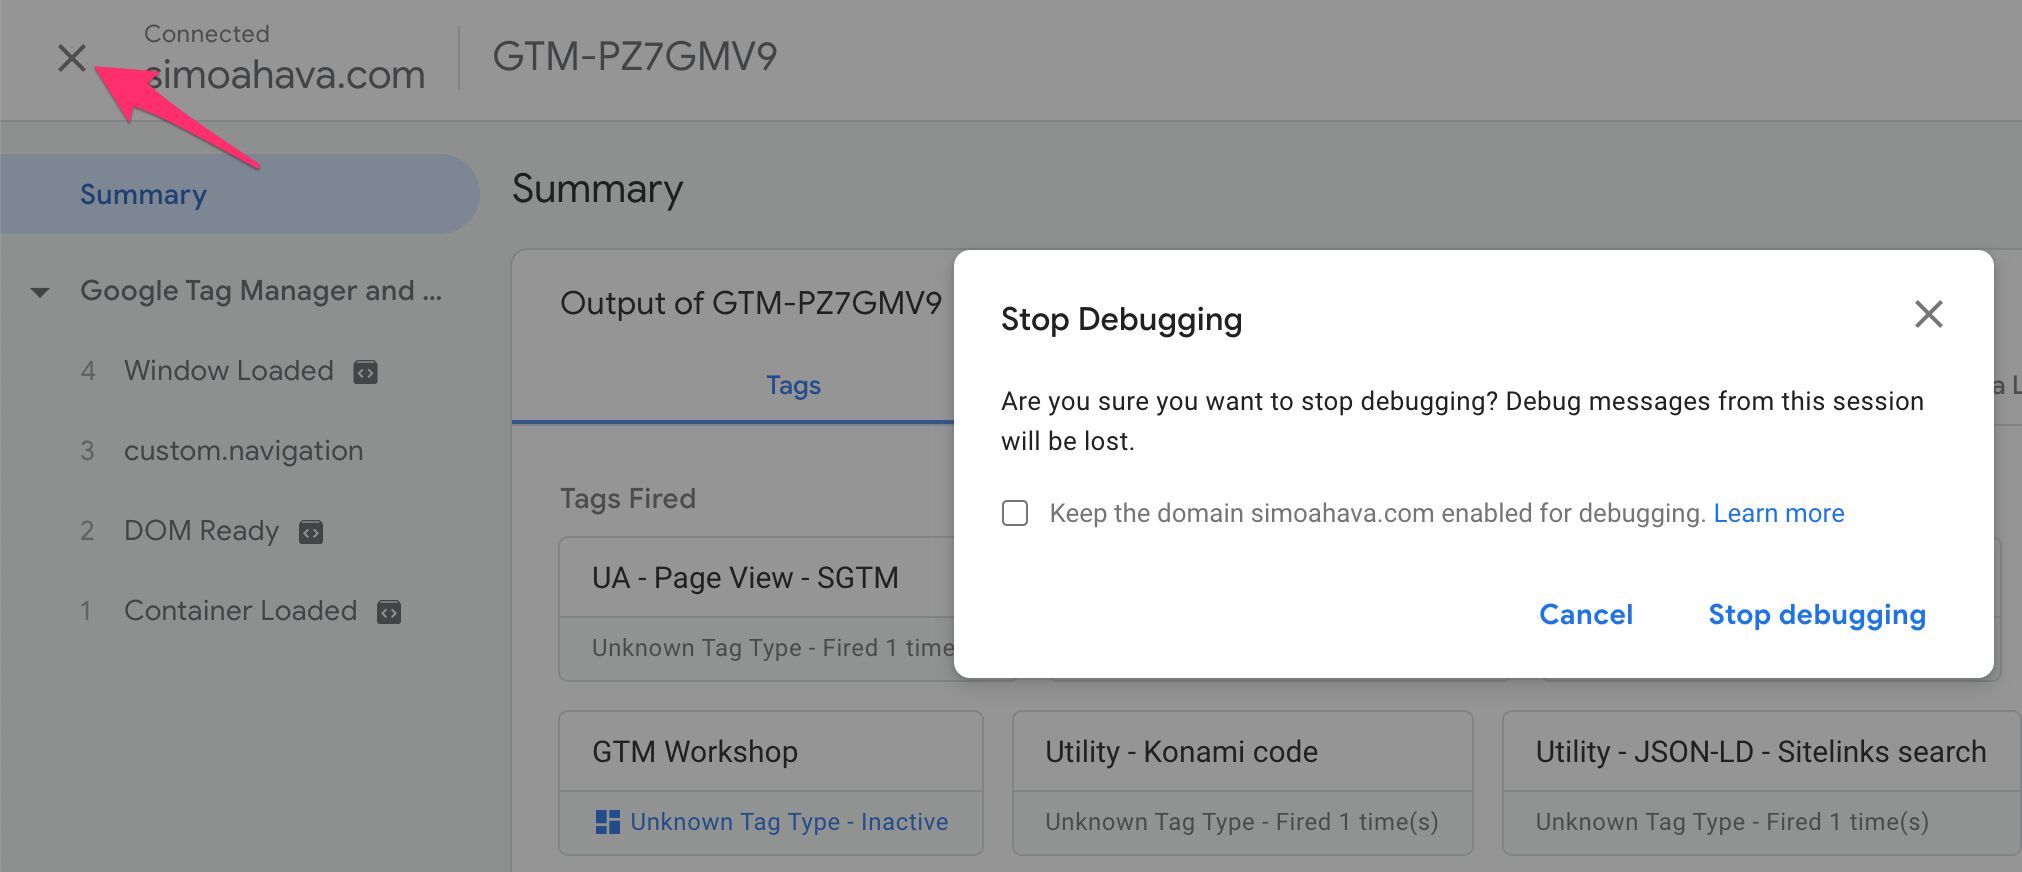 Connected
simoahava.com
GTM-PZ7GMV9
Summary
Google Tag Manager and ...
4 Window Loaded
3 custom.navigation
2 DOM Ready
1 Container Loaded
Summary
Output of GTM-PZ7GMV9
Tags
a L
Tags Fired
UA - Page View - SGTM
Unknown Tag Type - Fired 1 time
GTM Workshop
Unknown Tag Type - Inactive
Utility - Konami code
Unknown Tag Type - Fired 1 time(s)
Utility - JSON-LD - Sitelinks search
Unknown Tag Type - Fired 1 time(s)
Stop Debugging
Are you sure you want to stop debugging? Debug messages from this session
will be lost.
Keep the domain simoahava.com enabled for debugging. Learn more
Cancel
Stop debugging